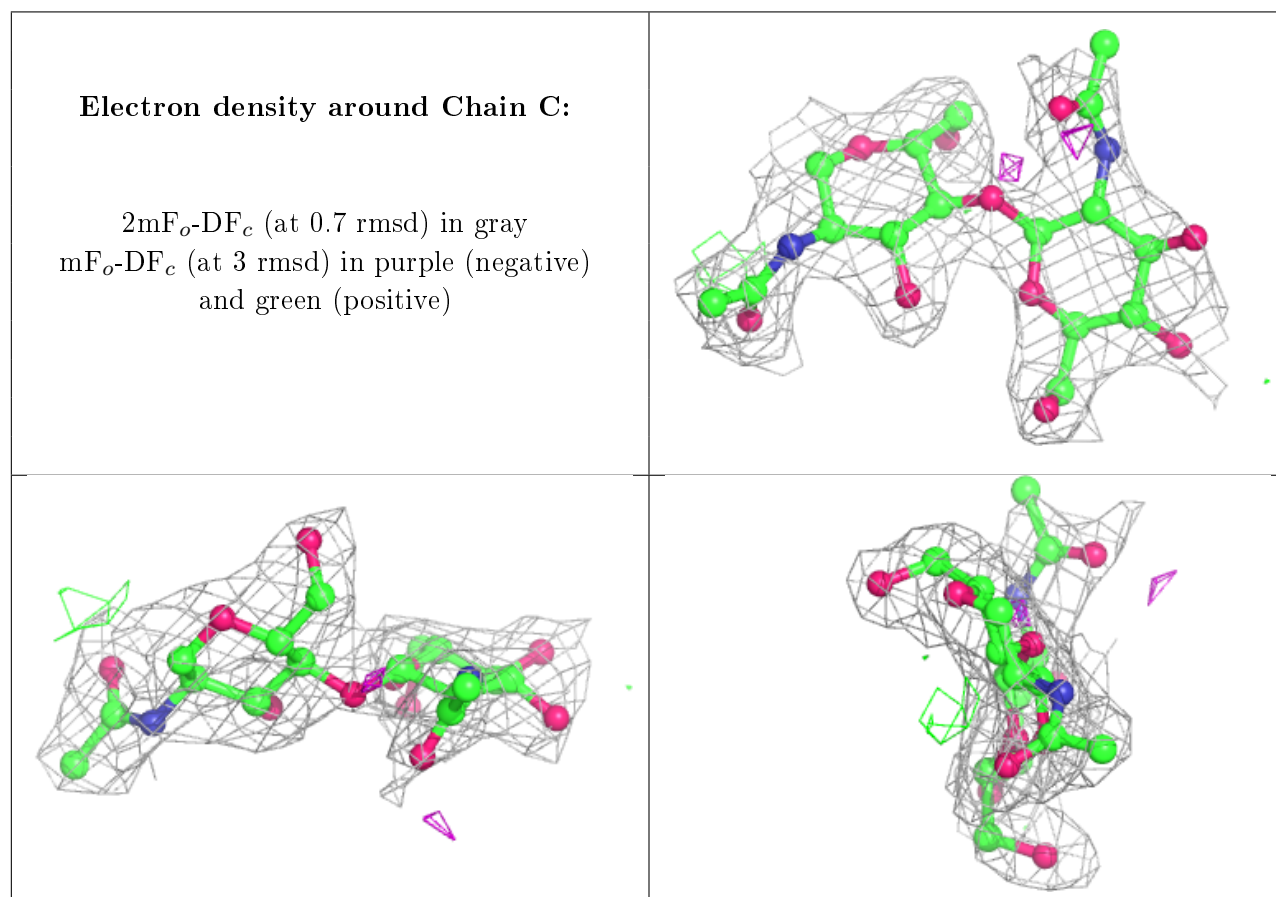 Electron density around Chain C:
2mFₒ-DF𝒸 (at 0.7 rmsd) in gray
mFₒ-DF𝒸 (at 3 rmsd) in purple (negative)
and green (positive)